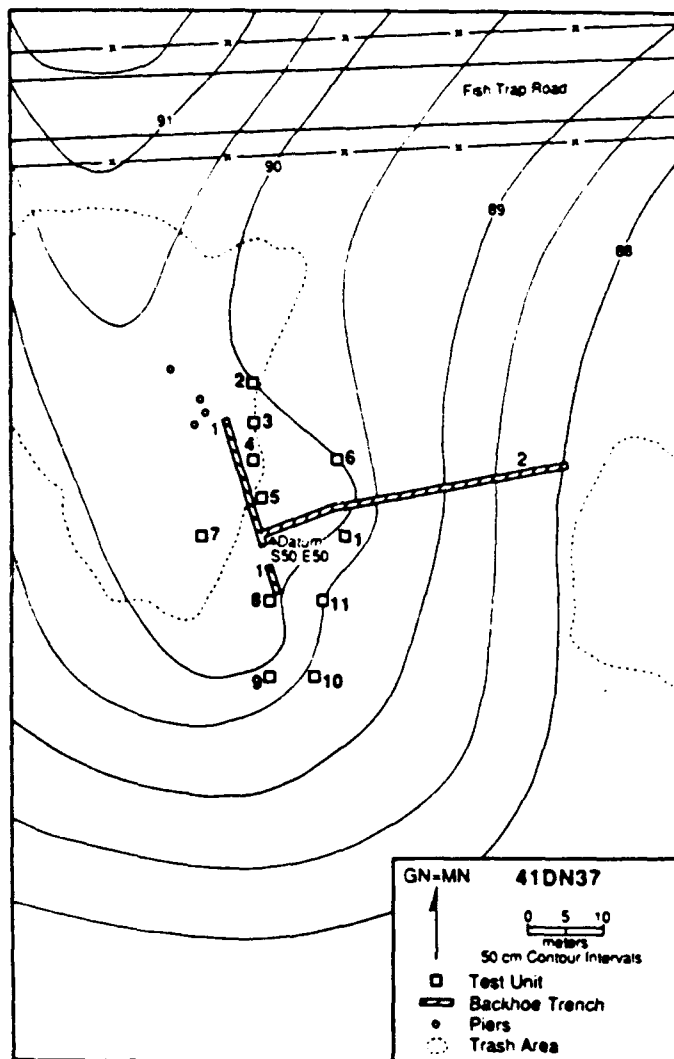 Fish Trap Road
91
90
89
88
2
3
1
4
6
2
5
7
Datum
1
S50 E50
1
8
11
9
10
GN=MN
41DN37
0 5 10
meters
50 cm Contour Intervals
Test Unit
Backhoe Trench
Piers
Trash Area